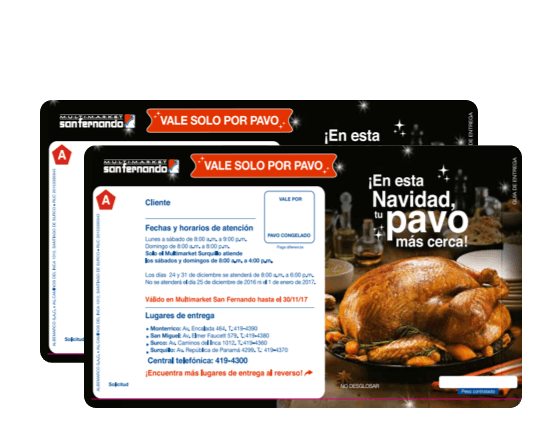 MULTIMARKET
san fernando
VALE SOLO POR PAVO
¡En esta
A
Solicitud
MULTIMARKET
san fernando
VALE SOLO POR PAVO
A
Cliente
VALE POR
PAVO CONGELADO
Paga diferencia
Fechas y horarios de atención
Lunes a sábado de 8:00 a.m. a 9:00 p.m.
Domingo de 8:00 a.m. a 8:00 p.m.
Solo el Multimarket Surquillo atiende
los sábados y domingos de 8:00 a.m. a 4:00 p.m.
Los días 24 y 31 de diciembre se atenderá de 8:00 a.m. a 6:00 p.m.
No se atenderá el día 25 de diciembre de 2016 ni el 1 de enero de 2017.
Válido en Multimarket San Fernando hasta el 30/11/17
Lugares de entrega
Monterrico: Av. Encalada 464. T.: 419-4390
San Miguel: Av. Elmer Faucett 579. T.: 419-4380
Surco: Av. Caminos del Inca 1012. T.: 419-4360
Surquillo: Av. República de Panamá 4299. T.: 419-4370
Central telefónica: 419-4300
¡Encuentra más lugares de entrega al reverso!
Solicitud
¡En esta
Navidad,
tu pavo
más cerca!
GUIA DE ENTREGA
NO DESGLOSAR
Peso controlado